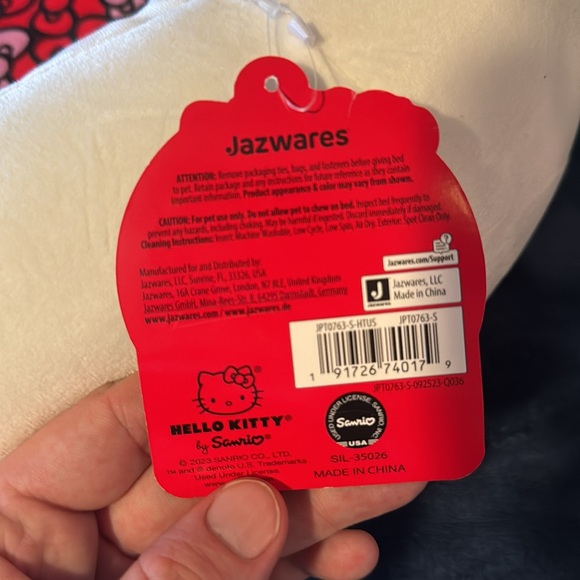 Jazwares
ATTENTION: Remove packaging ties, bags, and fasteners before giving bed
to pet. Retain package and any instructions for future reference as they contain
important information. Product appearance & color may vary from shown.
CAUTION: For pet use only. Do not allow pet to chew on bed. Inspect bed frequently to
prevent any hazards, including choking. May be harmful if ingested. Discard immediately if damaged.
Cleaning Instructions: Insert: Machine Washable, Low Cycle, Low Spin, Air Dry. Exterior: Spot Clean Only.
Jazwares.com/Support
Manufactured for and Distributed by:
Jazwares, LLC, Sunrise, FL, 33326, USA
Jazwares, 16A Crane Grove, London, N7 8LE, United Kingdom
Jazwares GmbH, Mina-Rees-Str. 8, 64295 Darmstadt, Germany
www.jazwares.com / www.jazwares.de
Jazwares, LLC
Made in China
JPT0763-S-HTUS JPT0763-S
1 91726 74017 9
JPT0763-S-092523-Q036
HELLO KITTY®
by Sanrio®
© 2023 SANRIO CO., LTD.
™ and ® denote U.S. Trademarks
Used Under License.
USED UNDER LICENSE, SANRIO, INC.
Sanrio
USA
SIL-35026
MADE IN CHINA